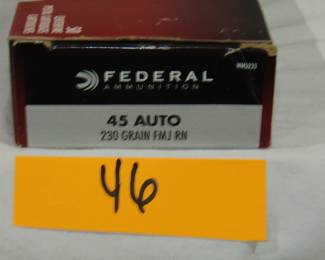 FEDERAL
AMMUNITION
45 AUTO
230 GRAIN FMJ RN
46